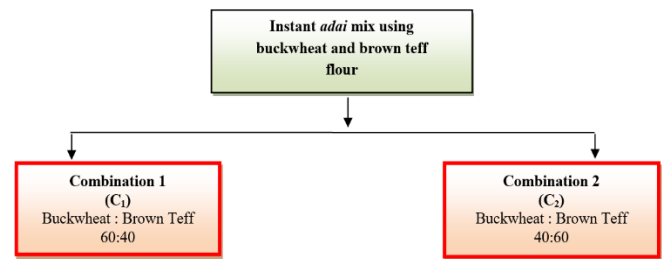 Instant adai mix using
buckwheat and brown teff
flour
Combination 1
(C₁)
Buckwheat : Brown Teff
60:40
Combination 2
(C₂)
Buckwheat : Brown Teff
40:60